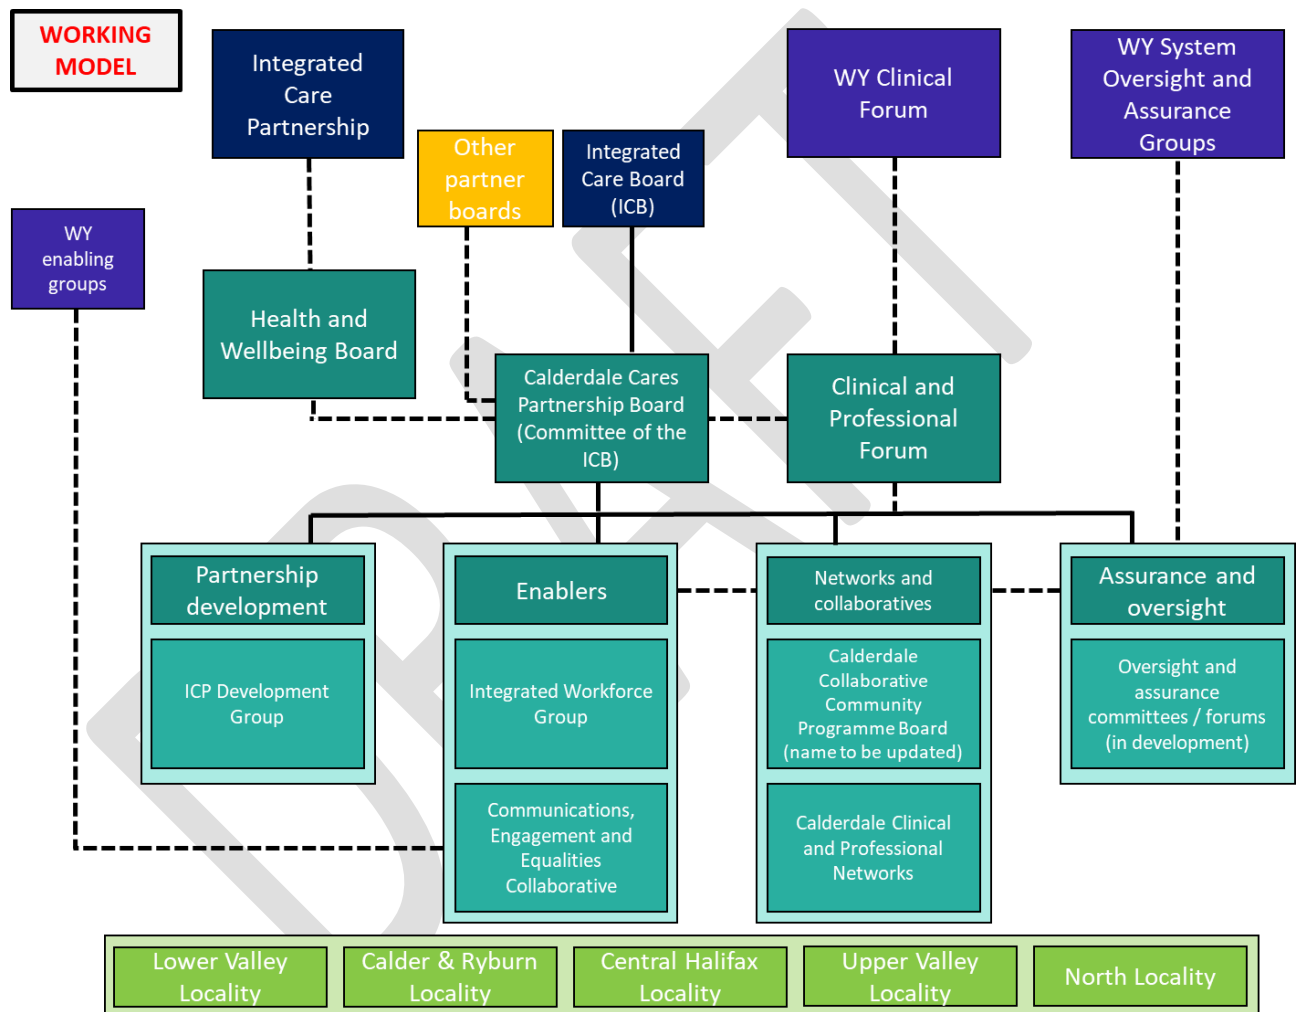 WORKING
MODEL
Integrated
Care
Partnership
WY Clinical
Forum
WY System
Oversight and
Assurance
Groups
Other
partner
boards
Integrated
Care Board
(ICB)
WY
enabling
groups
Health and
Wellbeing Board
Calderdale Cares
Partnership Board
(Committee of the
ICB)
Clinical and
Professional
Forum
Partnership
development
ICP Development
Group
Enablers
Integrated Workforce
Group
Communications,
Engagement and
Equalities
Collaborative
Networks and
collaboratives
Calderdale
Collaborative
Community
Programme Board
(name to be updated)
Calderdale Clinical
and Professional
Networks
Assurance and
oversight
Oversight and
assurance
committees / forums
(in development)
Lower Valley
Locality
Calder & Ryburn
Locality
Central Halifax
Locality
Upper Valley
Locality
North Locality
DRAFT